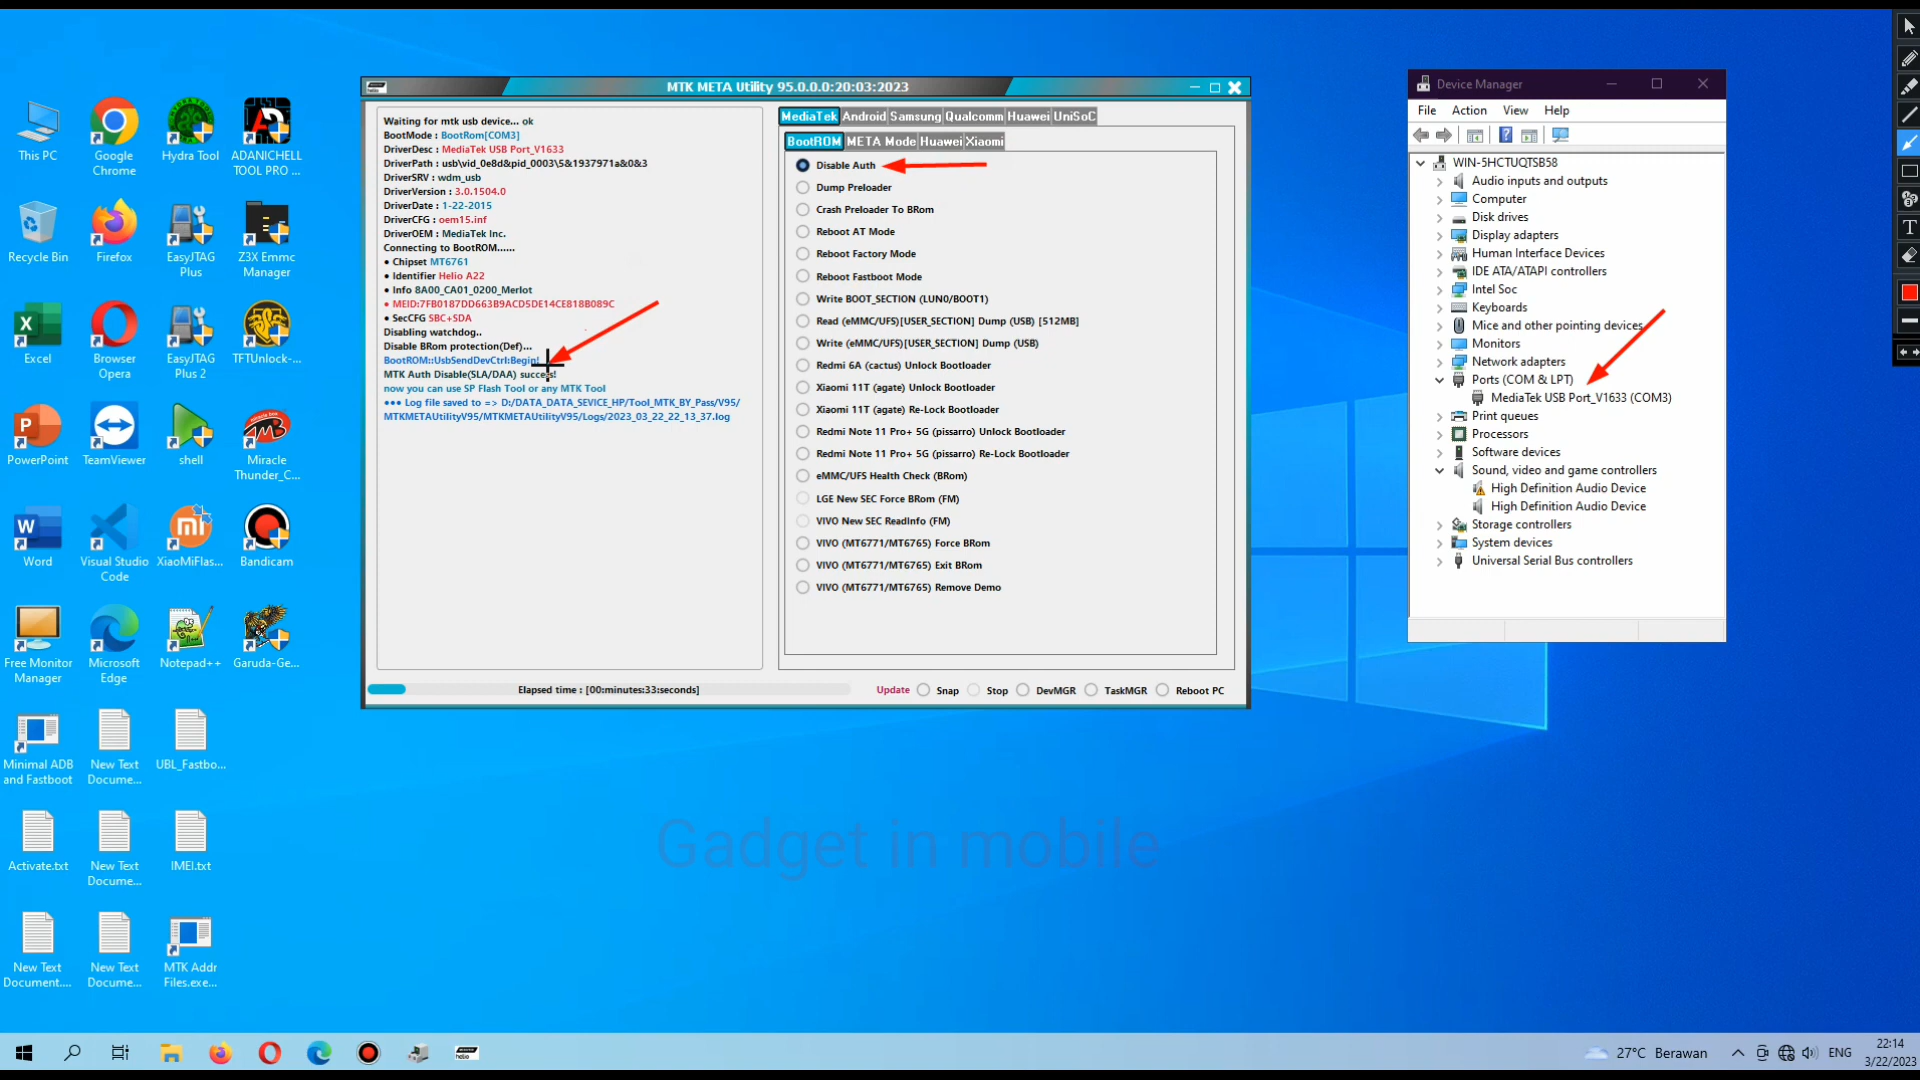 This PC
Google
Chrome
Hydra Tool
ADANICHELL
TOOL PRO ...
Recycle Bin
Firefox
EasyJTAG
Plus
Z3X Emmc
Manager
Excel
Browser
Opera
EasyJTAG
Plus 2
TFTUnlock-...
PowerPoint
TeamViewer
shell
Miracle
Thunder_C...
Word
Visual Studio
Code
XiaoMiFlas...
Bandicam
Free Monitor
Manager
Microsoft
Edge
Notepad++
Garuda-Ge...
Minimal ADB
and Fastboot
New Text
Docume...
UBL_Fastbo...
Activate.txt
New Text
Docume...
IMEI.txt
New Text
Document....
New Text
Docume...
MTK Addr
Files.exe...
MTK META Utility 95.0.0.0:20:03:2023
Waiting for mtk usb device... ok
BootMode : BootRom[COM3]
DriverDesc : MediaTek USB Port_V1633
DriverPath : usb\vid_0e8d&pid_0003\5&1937971a&0&3
DriverSRV : wdm_usb
DriverVersion : 3.0.1504.0
DriverDate : 1-22-2015
DriverCFG : oem15.inf
DriverOEM : MediaTek Inc.
Connecting to BootROM......
• Chipset MT6761
• Identifier Helio A22
• Info 8A00_CA01_0200_Merlot
• MEID:7FB0187DD663B9ACD5DE14CE818B089C
• SecCFG SBC+SDA
Disabling watchdog..
Disable BRom protection(Def)...
BootROM::UsbSendDevCtrl:Begin!
MTK Auth Disable(SLA/DAA) success!
now you can use SP Flash Tool or any MTK Tool
••• Log file saved to => D:/DATA_DATA_SEVICE_HP/Tool_MTK_BY_Pass/V95/
MTKMETAUtilityV95/MTKMETAUtilityV95/Logs/2023_03_22_22_13_37.log
MediaTek Android Samsung Qualcomm Huawei UniSoC
BootROM META Mode Huawei Xiaomi
Disable Auth
Dump Preloader
Crash Preloader To BRom
Reboot AT Mode
Reboot Factory Mode
Reboot Fastboot Mode
Write BOOT_SECTION (LUN0/BOOT1)
Read (eMMC/UFS)[USER_SECTION] Dump (USB) [512MB]
Write (eMMC/UFS)[USER_SECTION] Dump (USB)
Redmi 6A (cactus) Unlock Bootloader
Xiaomi 11T (agate) Unlock Bootloader
Xiaomi 11T (agate) Re-Lock Bootloader
Redmi Note 11 Pro+ 5G (pissarro) Unlock Bootloader
Redmi Note 11 Pro+ 5G (pissarro) Re-Lock Bootloader
eMMC/UFS Health Check (BRom)
LGE New SEC Force BRom (FM)
VIVO New SEC ReadInfo (FM)
VIVO (MT6771/MT6765) Force BRom
VIVO (MT6771/MT6765) Exit BRom
VIVO (MT6771/MT6765) Remove Demo
Elapsed time : [00:minutes:33:seconds]
Update Snap Stop DevMGR TaskMGR Reboot PC
Device Manager
File Action View Help
WIN-5HCTUQTSB58
Audio inputs and outputs
Computer
Disk drives
Display adapters
Human Interface Devices
IDE ATA/ATAPI controllers
Intel Soc
Keyboards
Mice and other pointing devices
Monitors
Network adapters
Ports (COM & LPT)
MediaTek USB Port_V1633 (COM3)
Print queues
Processors
Software devices
Sound, video and game controllers
High Definition Audio Device
High Definition Audio Device
Storage controllers
System devices
Universal Serial Bus controllers
Gadget in mobile
27°C Berawan
ENG
22:14
3/22/2023